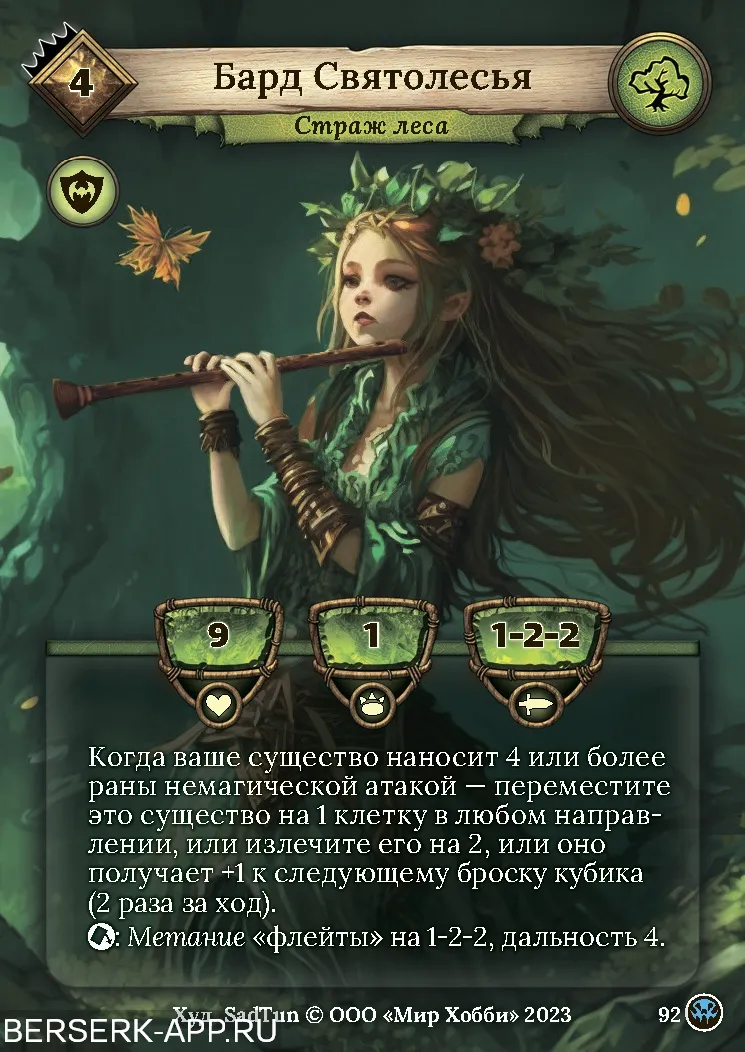 4
Бард Святолесья
Страж леса
9
1
1-2-2
Когда ваше существо наносит 4 или более
раны немагической атакой — переместите
это существо на 1 клетку в любом направ-
лении, или излечите его на 2, или оно
получает +1 к следующему броску кубика
(2 раза за ход).
: Метание «флейты» на 1-2-2, дальность 4.
Худ. SadTun © ООО «Мир Хобби» 2023
92
BERSERK-APP.RU